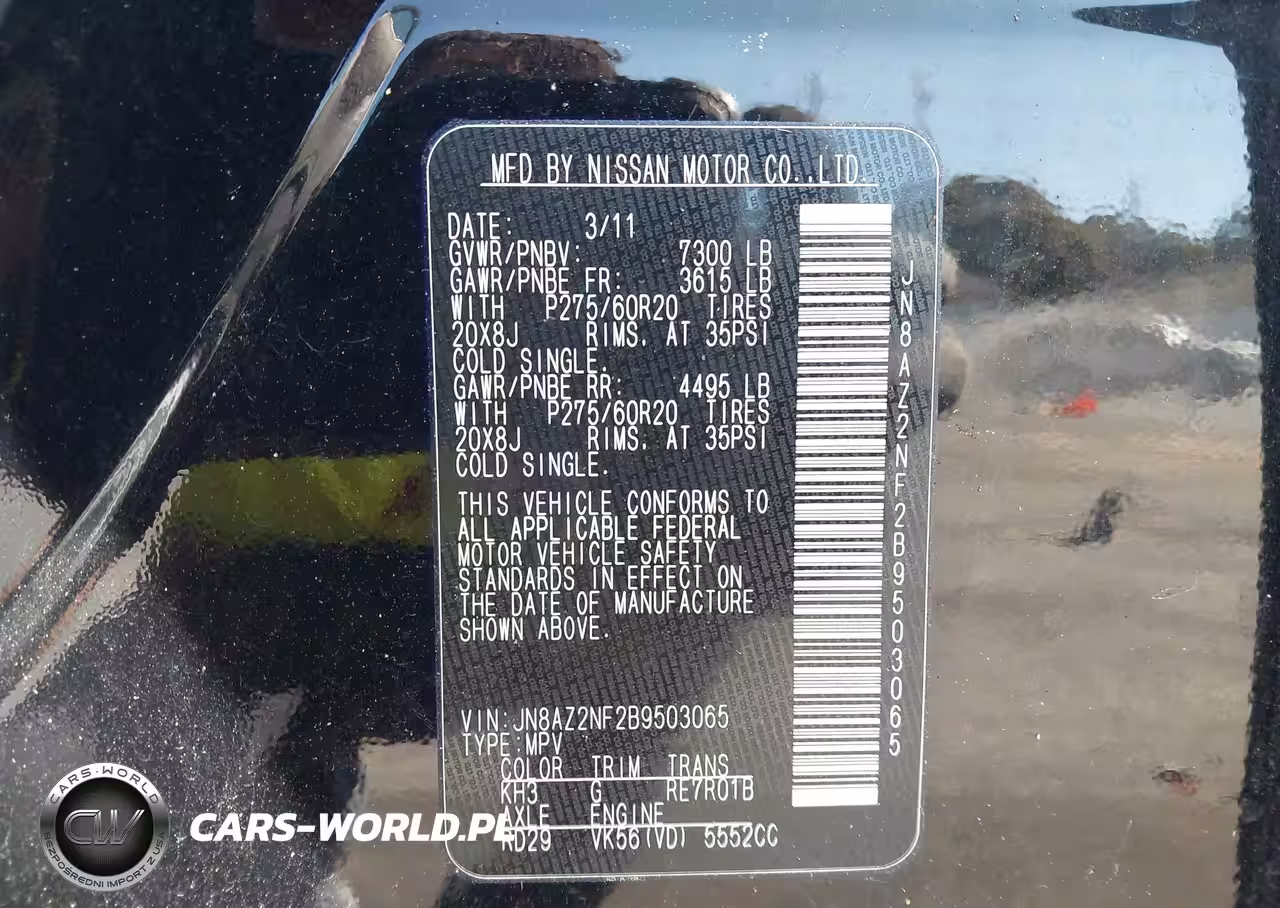 MFD BY NISSAN MOTOR CO.,LTD.
DATE: 3/11
GVWR/PNBV: 7300 LB
GAWR/PNBE FR: 3615 LB
WITH P275/60R20 TIRES
20X8J RIMS. AT 35PSI
COLD SINGLE.
GAWR/PNBE RR: 4495 LB
WITH P275/60R20 TIRES
20X8J RIMS. AT 35PSI
COLD SINGLE.
THIS VEHICLE CONFORMS TO
ALL APPLICABLE FEDERAL
MOTOR VEHICLE SAFETY
STANDARDS IN EFFECT ON
THE DATE OF MANUFACTURE
SHOWN ABOVE.
VIN:JN8AZ2NF2B9503065
TYPE:MPV
COLOR TRIM TRANS
KH3 G RE7R01B
AXLE ENGINE
RD29 VK56(VD) 5552CC
JN8AZ2NF2B9503065
CARS-WORLD
CW
BEZPOŚREDNI IMPORT Z USA
CARS-WORLD.PL